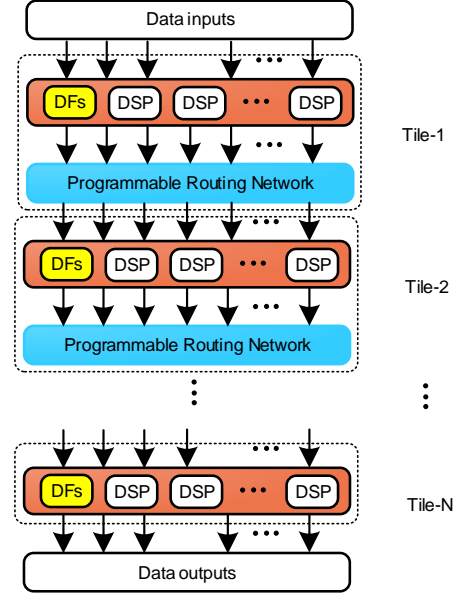 Data inputs
DFs DSP DSP ••• DSP
Tile-1
Programmable Routing Network
DFs DSP DSP ••• DSP
Tile-2
Programmable Routing Network
DFs DSP DSP ••• DSP
Tile-N
Data outputs